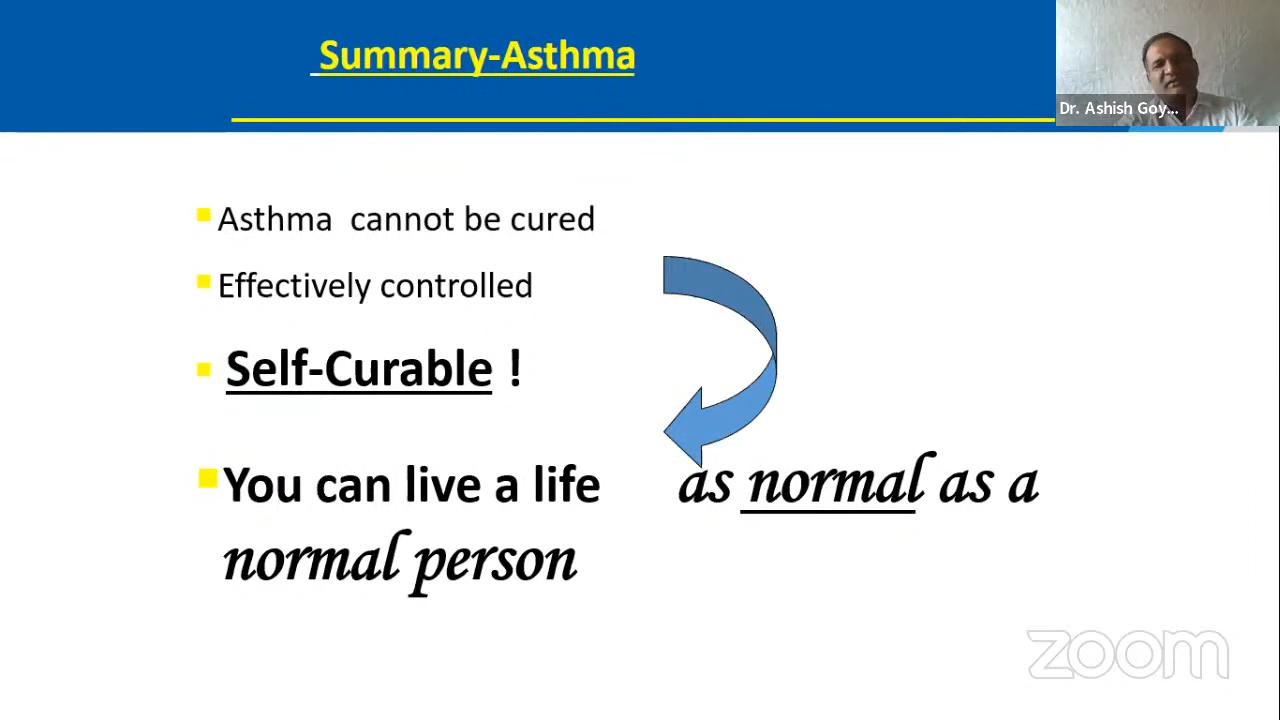 Summary-Asthma
Dr. Ashish Goy...
Asthma cannot be cured
Effectively controlled
Self-Curable !
You can live a life as normal as a
normal person
zoom